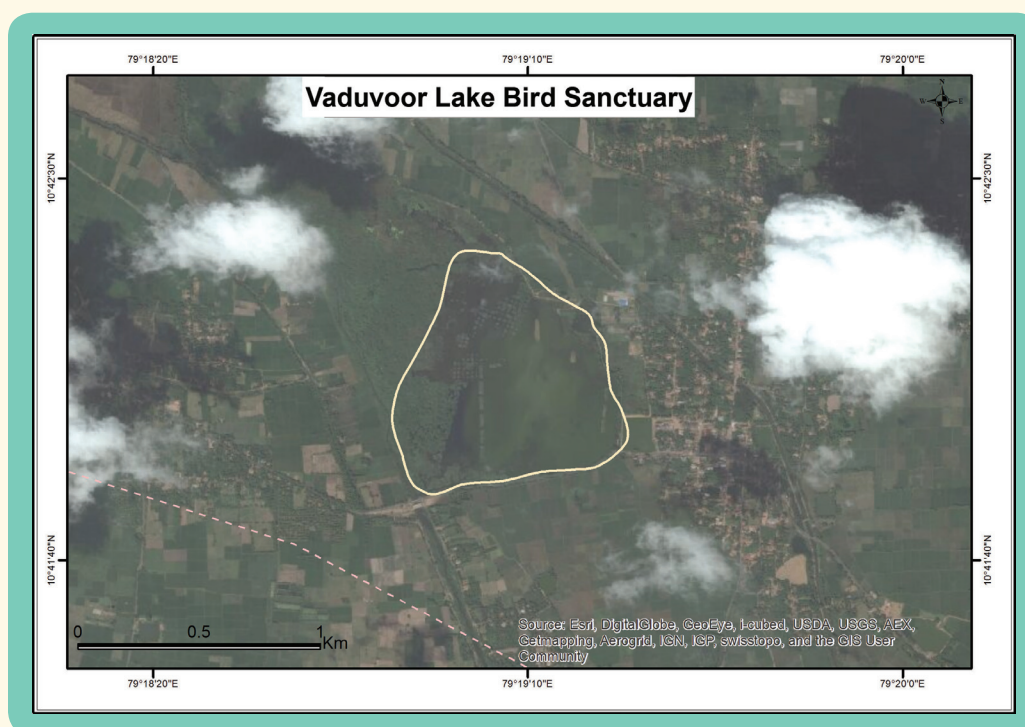 79°18'20"E 79°19'10"E 79°20'0"E
Vaduvoor Lake Bird Sanctuary
N
W E
S
10°42'30"N 10°42'30"N
10°41'40"N 10°41'40"N
0 0.5 1
Km
Source: Esri, DigitalGlobe, GeoEye, i-cubed, USDA, USGS, AEX,
Getmapping, Aerogrid, IGN, IGP, swisstopo, and the GIS User
Community
79°18'20"E 79°19'10"E 79°20'0"E